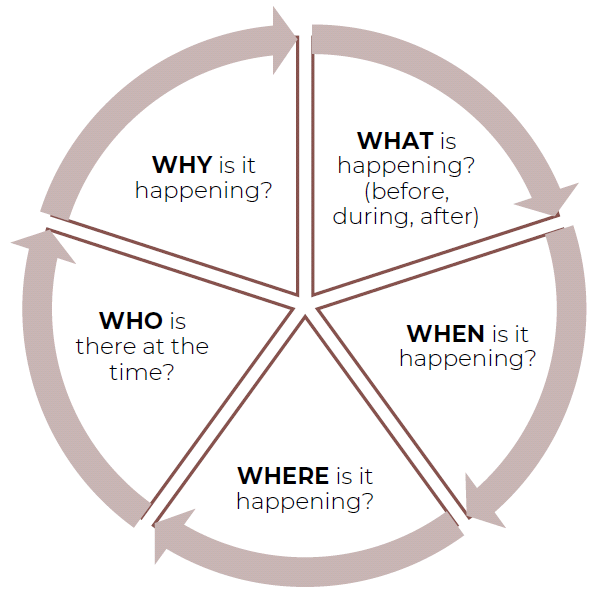 WHAT is
happening?
(before,
during, after)
WHEN is it
happening?
WHERE is it
happening?
WHO is
there at the
time?
WHY is it
happening?